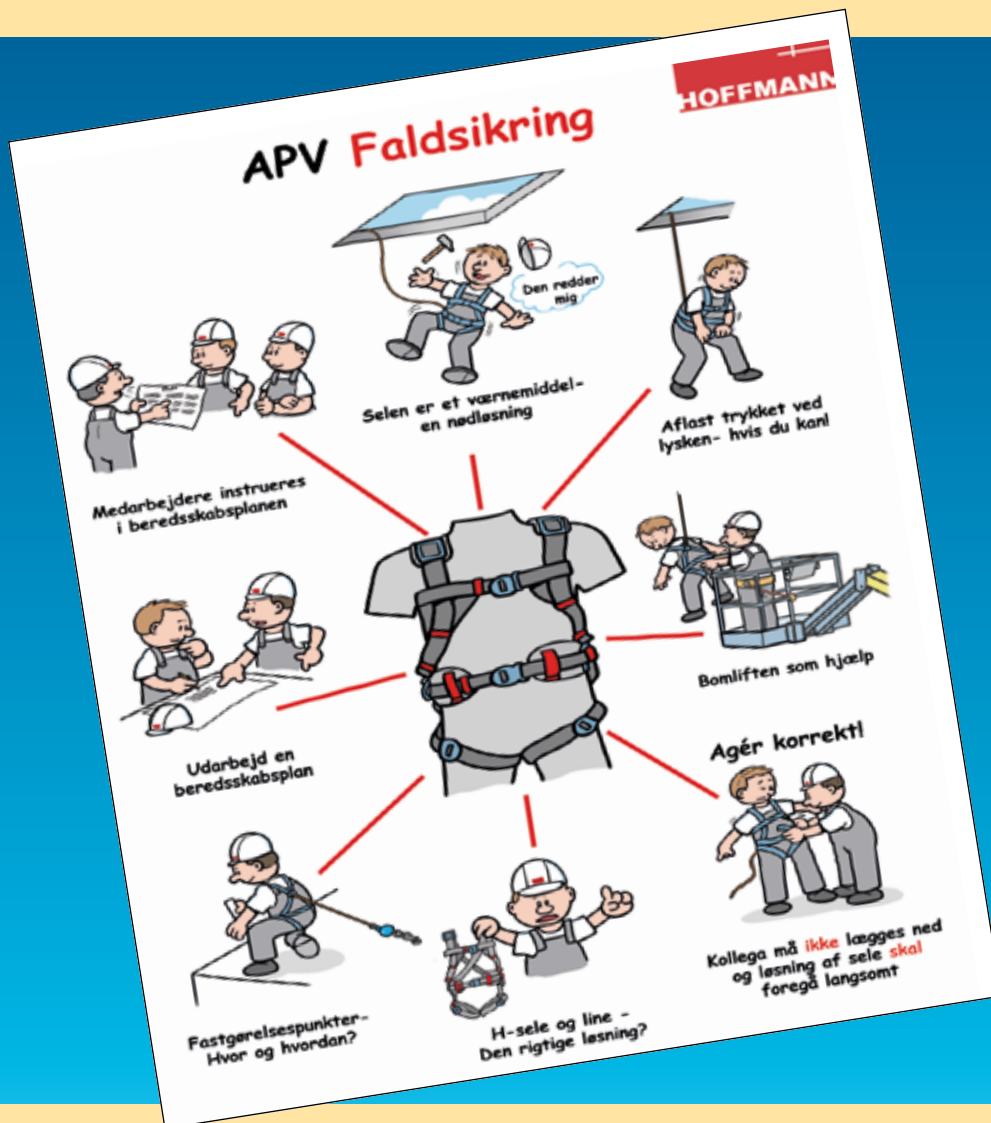 HOFFMANN
APV Faldsikring
Den redder
mig
Selen er et værnemiddel-
en nødløsning
Aflast trykket ved
lysken- hvis du kan!
Medarbejdere instrueres
i beredsskabsplanen
Bomliften som hjælp
Udarbejd en
beredsskabsplan
Agér korrekt!
Kollega må ikke lægges ned
og løsning af sele skal
foregå langsomt
Fastgørelsespunkter-
Hvor og hvordan?
H-sele og line -
Den rigtige løsning?